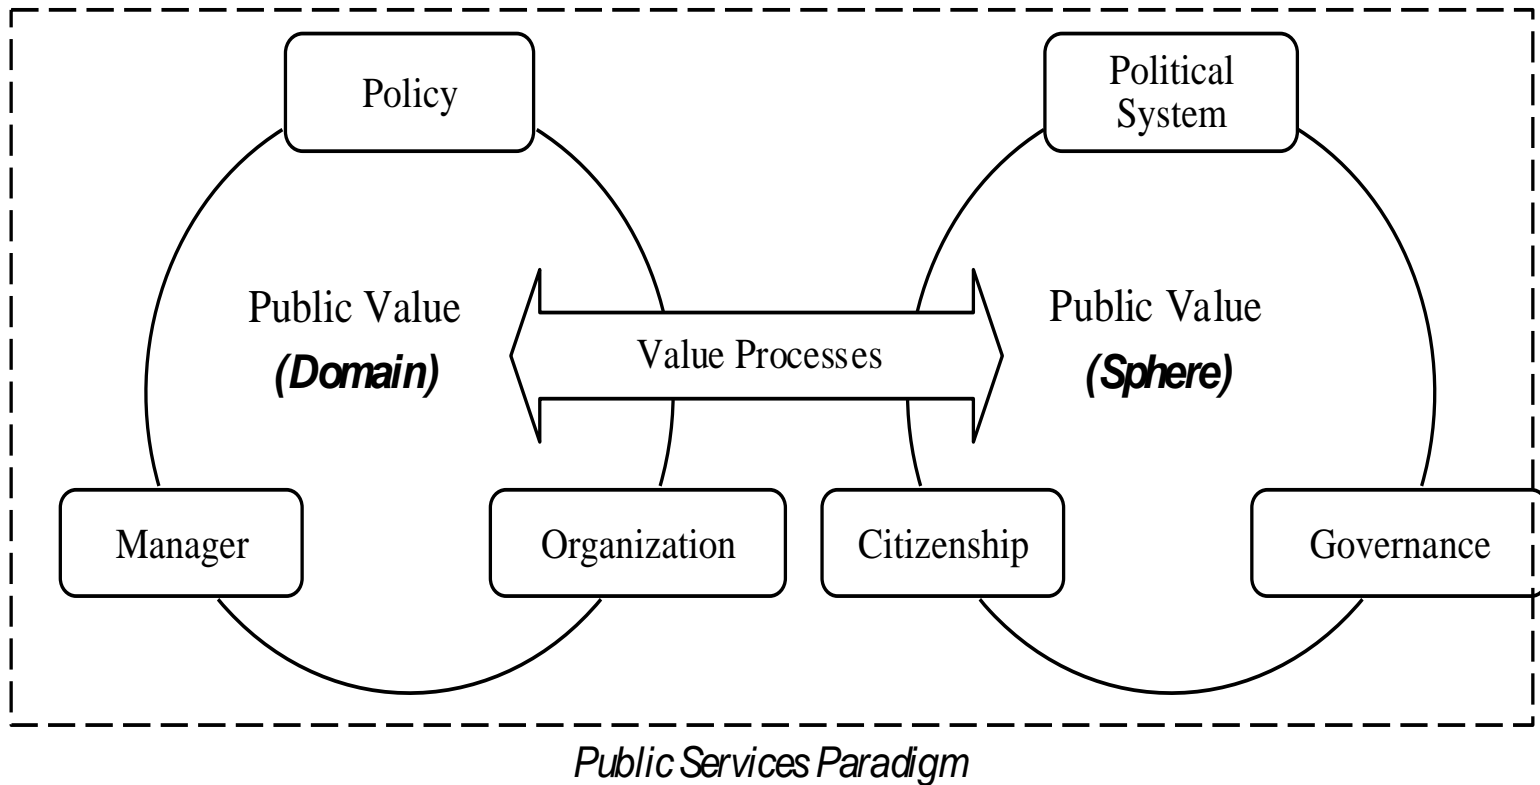 Policy
Political
System
Public Value
(Domain)
Value Processes
Public Value
(Sphere)
Manager
Organization
Citizenship
Governance
Public Services Paradigm